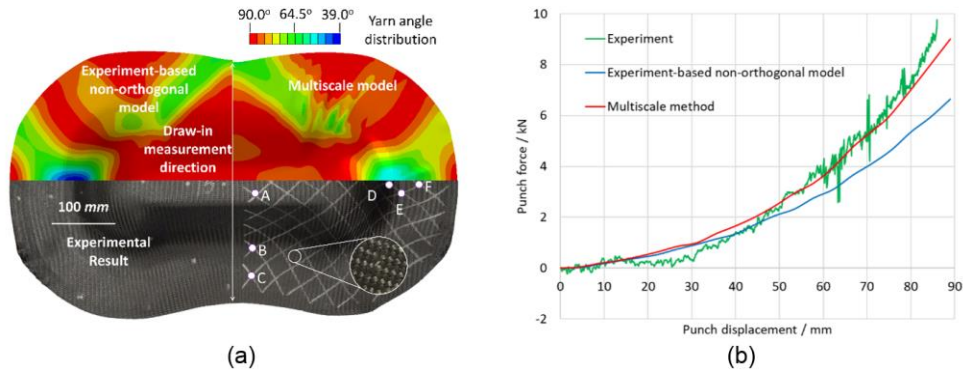 90.0° 64.5° 39.0°
Yarn angle
distribution
Experiment-based
non-orthogonal
model
Multiscale model
Draw-in
measurement
direction
100 mm
Experimental
Result
A
B
C
D
E
F
(a)
Punch force / kN
10
8
6
4
2
0
-2
Experiment
Experiment-based non-orthogonal model
Multiscale method
0 10 20 30 40 50 60 70 80 90
Punch displacement / mm
(b)